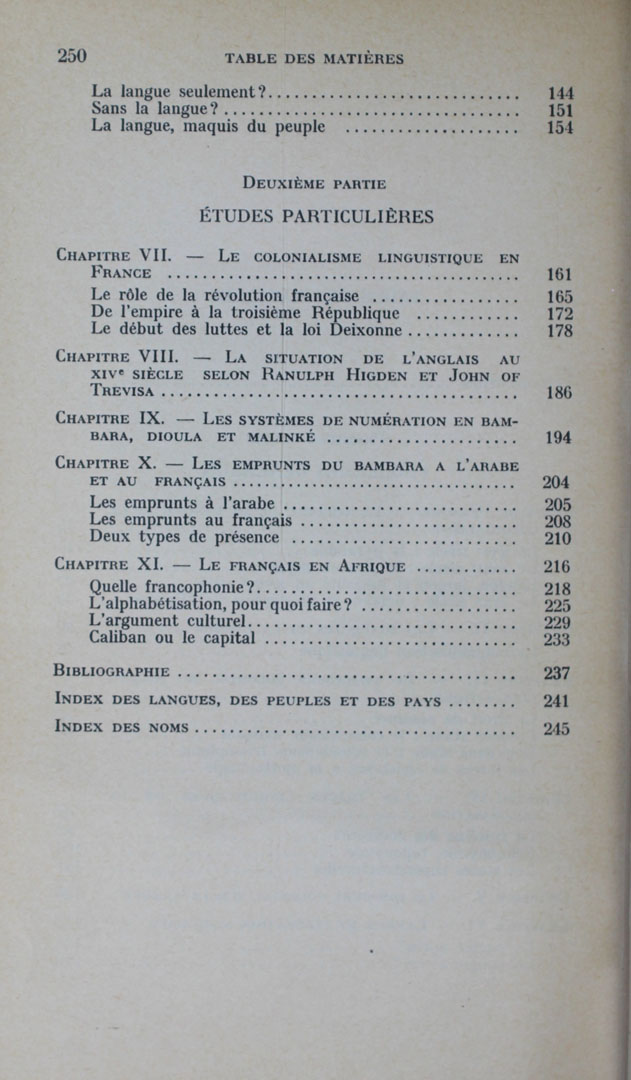 250 TABLE DES MATIÈRES
La langue seulement?............................ 144
Sans la langue?.................................. 151
La langue, maquis du peuple .................... 154
DEUXIÈME PARTIE
ÉTUDES PARTICULIÈRES
CHAPITRE VII. — LE COLONIALISME LINGUISTIQUE EN
FRANCE ........................................ 161
Le rôle de la révolution française ................. 165
De l'empire à la troisième République ............ 172
Le début des luttes et la loi Deixonne............. 178
CHAPITRE VIII. — LA SITUATION DE L'ANGLAIS AU
XIVe SIÈCLE SELON RANULPH HIGDEN ET JOHN OF
TREVISA......................................... 186
CHAPITRE IX. — LES SYSTÈMES DE NUMÉRATION EN BAM-
BARA, DIOULA ET MALINKÉ ...................... 194
CHAPITRE X. — LES EMPRUNTS DU BAMBARA A L'ARABE
ET AU FRANÇAIS................................. 204
Les emprunts à l'arabe........................... 205
Les emprunts au français......................... 208
Deux types de présence .......................... 210
CHAPITRE XI. — LE FRANÇAIS EN AFRIQUE ............ 216
Quelle francophonie?.............................. 218
L'alphabétisation, pour quoi faire? .................. 225
L'argument culturel............................... 229
Caliban ou le capital ............................. 233
BIBLIOGRAPHIE ....................................... 237
INDEX DES LANGUES, DES PEUPLES ET DES PAYS ........ 241
INDEX DES NOMS..................................... 245